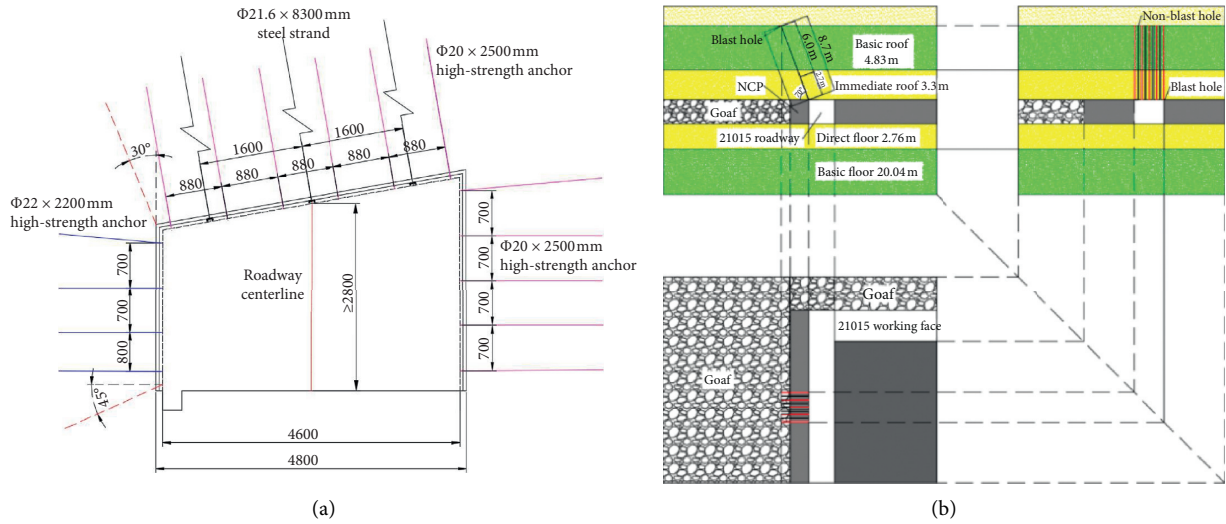 Φ21.6 × 8300 mm
steel strand
Φ20 × 2500 mm
high-strength anchor
1600
1600
30°
880
880
880
880
880
Φ22 × 2200 mm
high-strength anchor
700
700
800
45°
Roadway
centerline
≥2800
700
700
700
700
Φ20 × 2500 mm
high-strength anchor
4600
4800
(a)
Blast hole
6.0 m
8.7 m
2.7 m
70°
Basic roof
4.83 m
NCP
Immediate roof 3.3 m
Goaf
21015 roadway
Direct floor 2.76 m
Basic floor 20.04 m
Non-blast hole
Blast hole
Goaf
21015 working face
Goaf
(b)